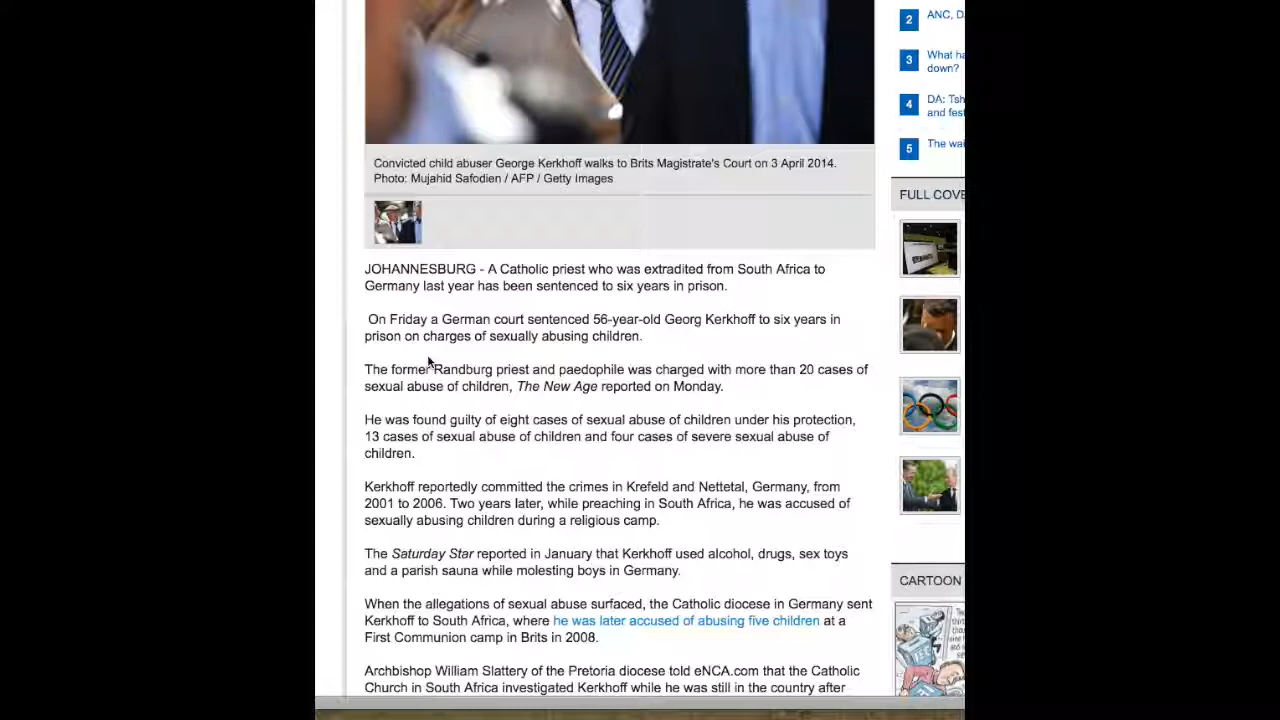 Convicted child abuser George Kerkhoff walks to Brits Magistrate's Court on 3 April 2014.
Photo: Mujahid Safodien / AFP / Getty Images
JOHANNESBURG - A Catholic priest who was extradited from South Africa to
Germany last year has been sentenced to six years in prison.
On Friday a German court sentenced 56-year-old Georg Kerkhoff to six years in
prison on charges of sexually abusing children.
The former Randburg priest and paedophile was charged with more than 20 cases of
sexual abuse of children, The New Age reported on Monday.
He was found guilty of eight cases of sexual abuse of children under his protection,
13 cases of sexual abuse of children and four cases of severe sexual abuse of
children.
Kerkhoff reportedly committed the crimes in Krefeld and Nettetal, Germany, from
2001 to 2006. Two years later, while preaching in South Africa, he was accused of
sexually abusing children during a religious camp.
The Saturday Star reported in January that Kerkhoff used alcohol, drugs, sex toys
and a parish sauna while molesting boys in Germany.
When the allegations of sexual abuse surfaced, the Catholic diocese in Germany sent
Kerkhoff to South Africa, where he was later accused of abusing five children at a
First Communion camp in Brits in 2008.
Archbishop William Slattery of the Pretoria diocese told eNCA.com that the Catholic
Church in South Africa investigated Kerkhoff while he was still in the country after
2 ANC, D
3 What ha
down?
4 DA: Tsh
and fest
5 The wai
FULL COVE
CARTOON